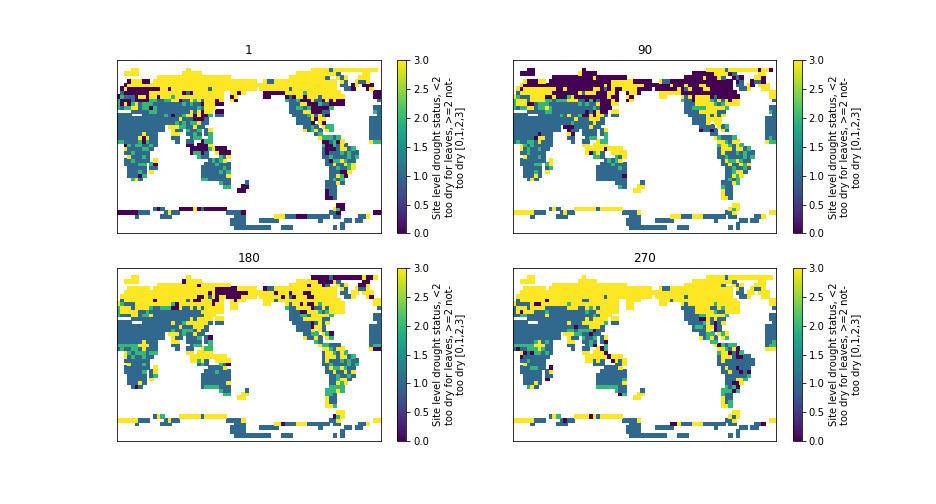 1
3.0
2.5
2.0
1.5
1.0
0.5
0.0
Site level drought status, <2
too dry for leaves, >=2 not-
too dry [0,1,2,3]
90
3.0
2.5
2.0
1.5
1.0
0.5
0.0
Site level drought status, <2
too dry for leaves, >=2 not-
too dry [0,1,2,3]
180
3.0
2.5
2.0
1.5
1.0
0.5
0.0
Site level drought status, <2
too dry for leaves, >=2 not-
too dry [0,1,2,3]
270
3.0
2.5
2.0
1.5
1.0
0.5
0.0
Site level drought status, <2
too dry for leaves, >=2 not-
too dry [0,1,2,3]